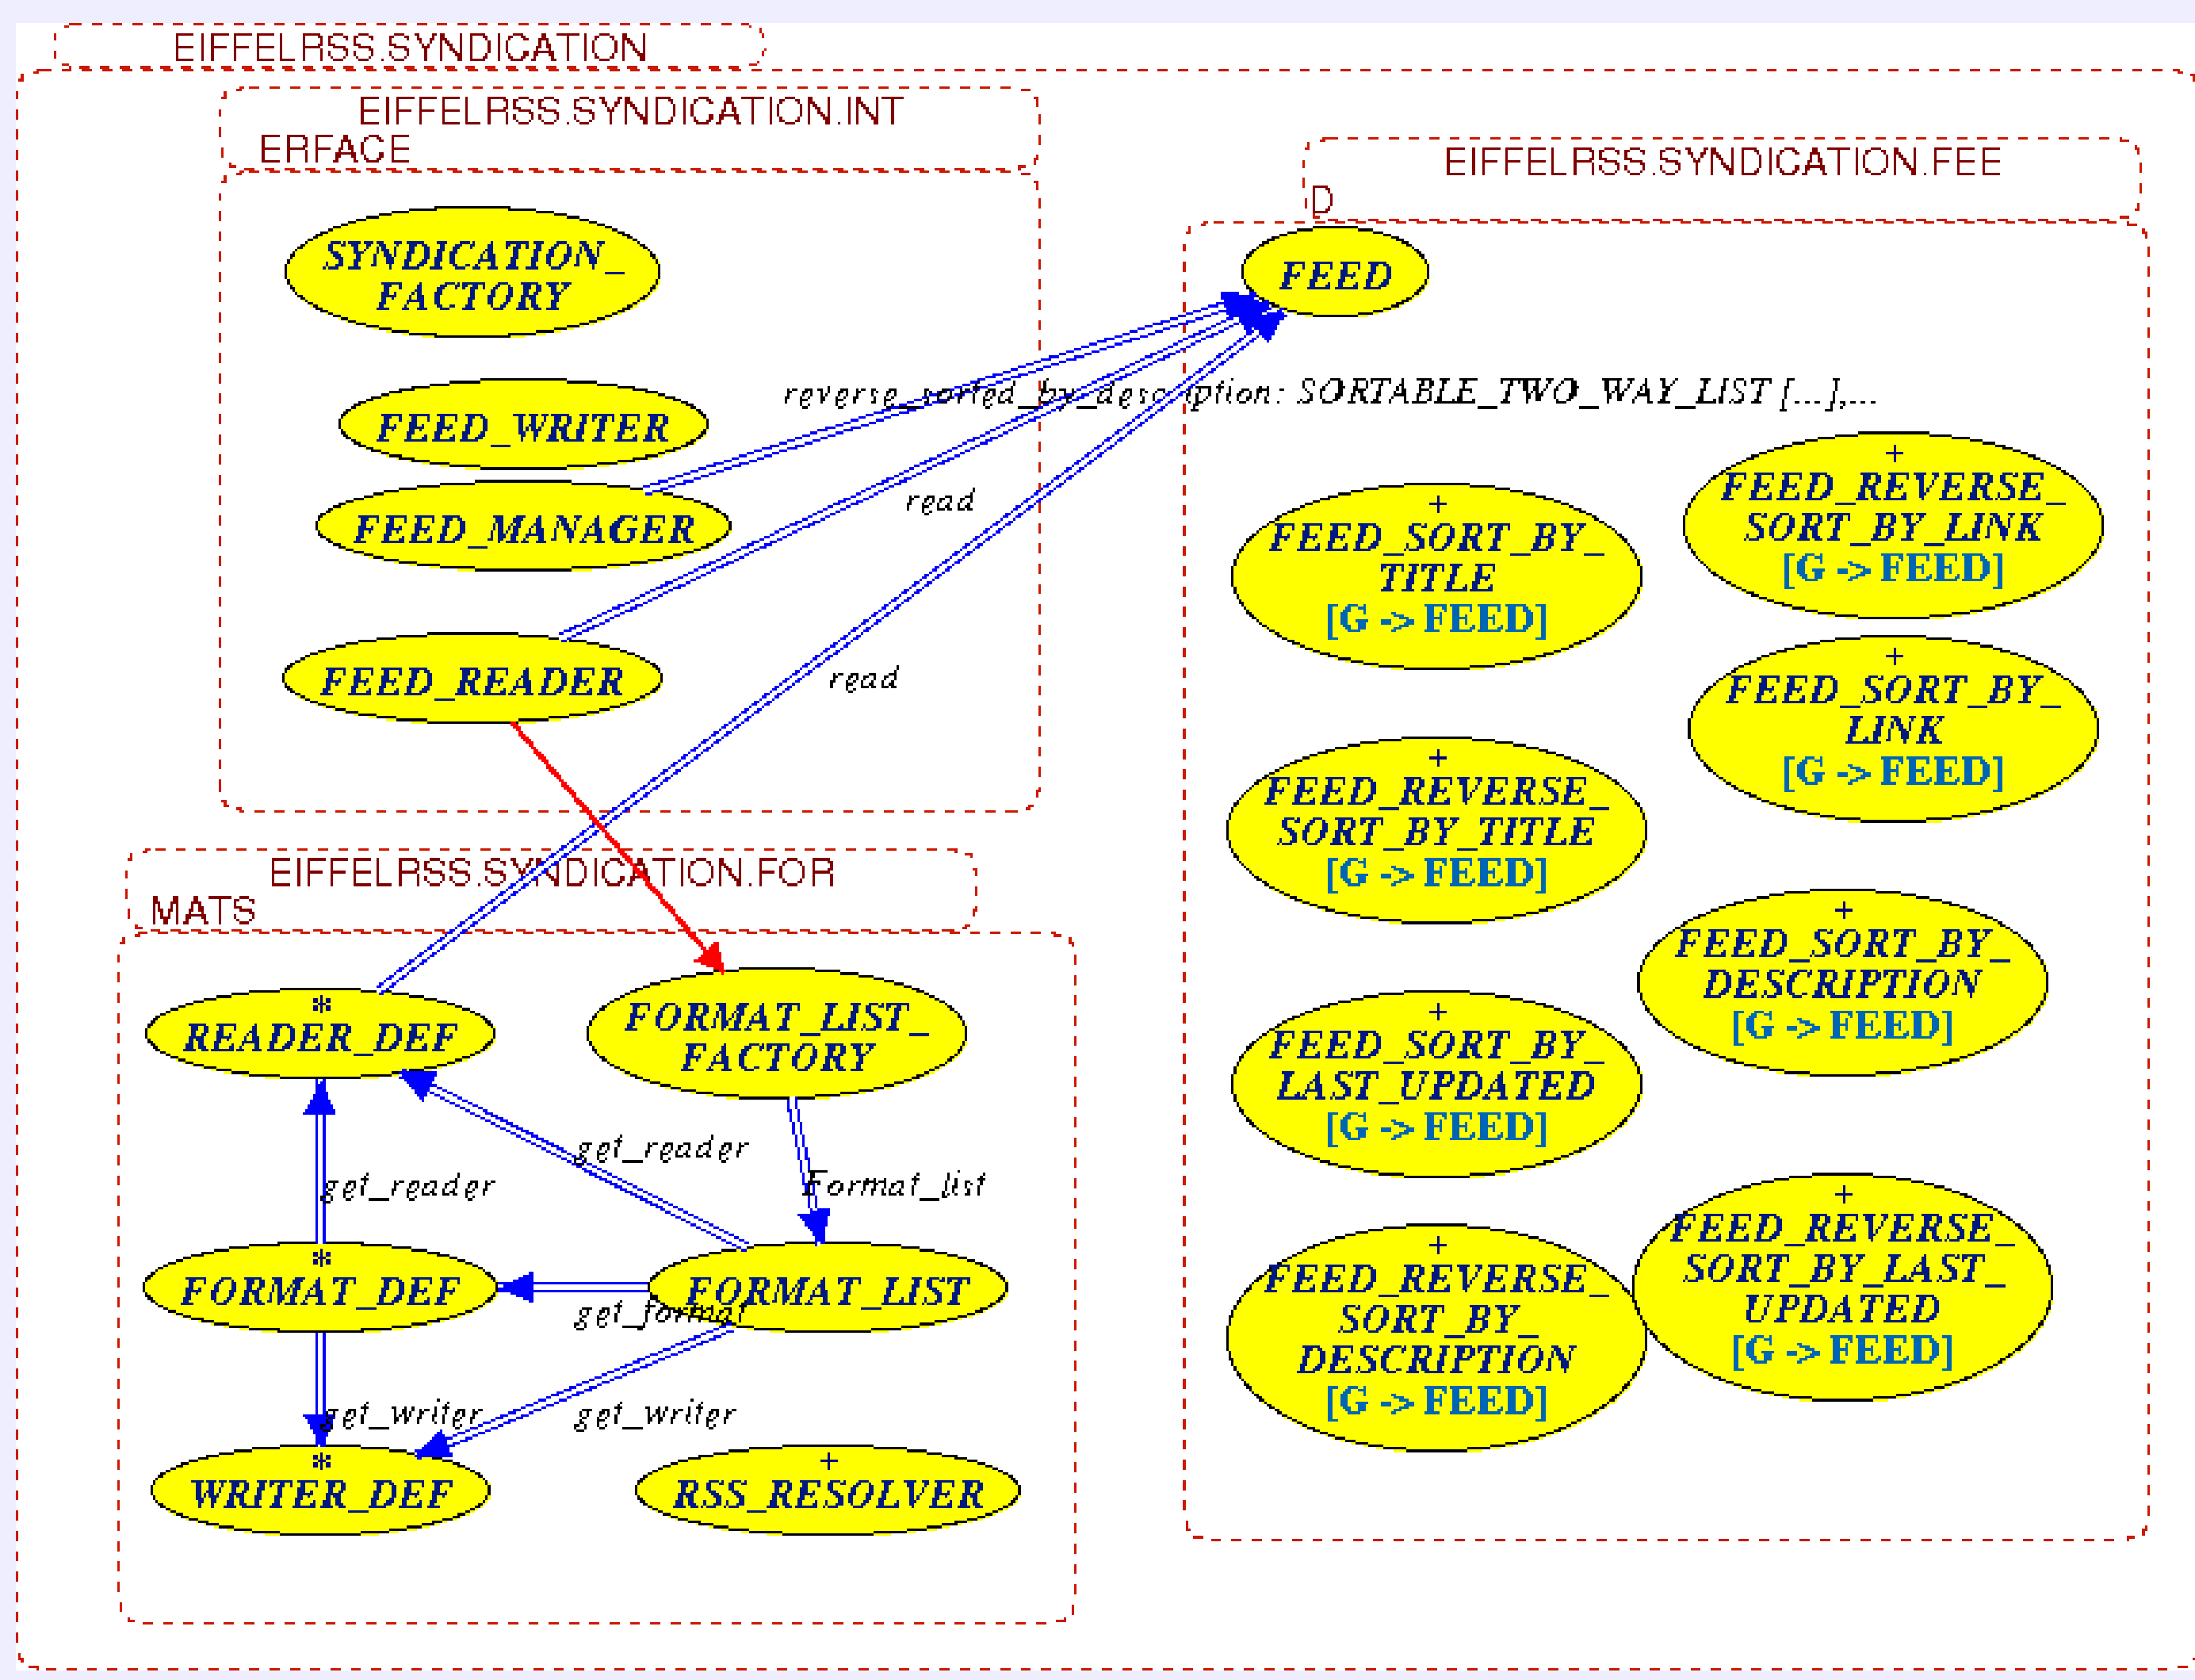 EIFFELRSS.SYNDICATION
EIFFELRSS.SYNDICATION.INT
ERFACE
SYNDICATION_
FACTORY
FEED_WRITER
FEED_MANAGER
FEED_READER
EIFFELRSS.SYNDICATION.FEE
D
FEED
reverse_sorted_by_description: SORTABLE_TWO_WAY_LIST [...],...
read
read
+
FEED_SORT_BY_
TITLE
[G -> FEED]
+
FEED_REVERSE_
SORT_BY_LINK
[G -> FEED]
+
FEED_SORT_BY_
LINK
[G -> FEED]
+
FEED_REVERSE_
SORT_BY_TITLE
[G -> FEED]
+
FEED_SORT_BY_
DESCRIPTION
[G -> FEED]
+
FEED_SORT_BY_
LAST_UPDATED
[G -> FEED]
+
FEED_REVERSE_
SORT_BY_LAST_
UPDATED
[G -> FEED]
+
FEED_REVERSE_
SORT_BY_
DESCRIPTION
[G -> FEED]
EIFFELRSS.SYNDICATION.FOR
MATS
*
READER_DEF
FORMAT_LIST_
FACTORY
get_reader
get_reader
Format_list
*
FORMAT_DEF
FORMAT_LIST
get_format
get_writer
get_writer
*
WRITER_DEF
+
RSS_RESOLVER